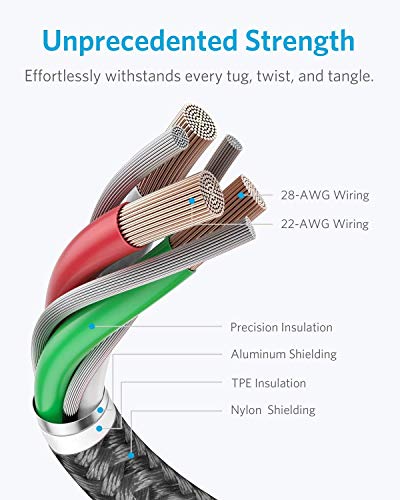 Unprecedented Strength
Effortlessly withstands every tug, twist, and tangle.
28-AWG Wiring
22-AWG Wiring
Precision Insulation
Aluminum Shielding
TPE Insulation
Nylon Shielding